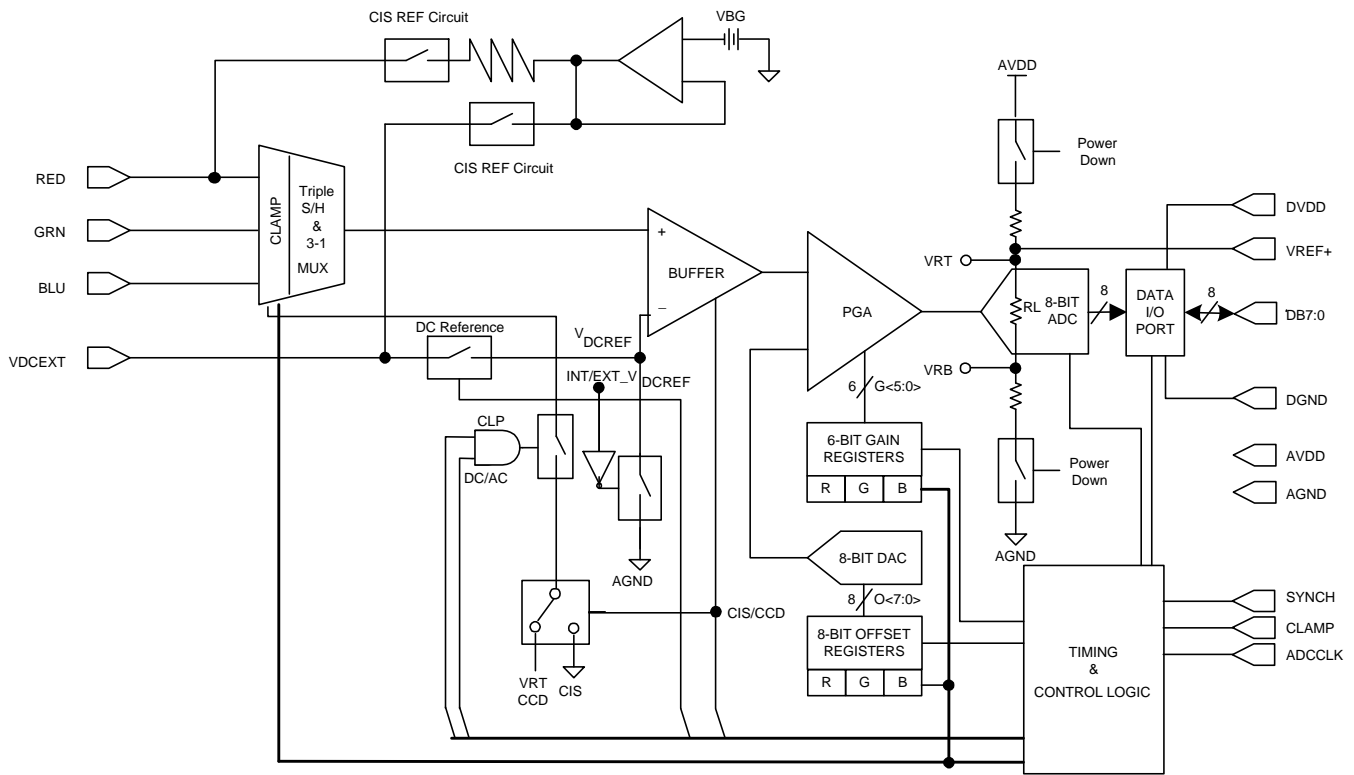 CIS REF Circuit
VBG
CIS REF Circuit
AVDD
Power
Down
RED
GRN
BLU
VDCEXT
CLAMP
Triple
S/H
&
3-1
MUX
+
BUFFER
–
DC Reference
VDCREF
INT/EXT_VDCREF
CLP
DC/AC
AGND
VRT
CCD
CIS
CIS/CCD
PGA
6
G<5:0>
6-BIT GAIN
REGISTERS
R G B
8-BIT DAC
8
O<7:0>
8-BIT OFFSET
REGISTERS
R G B
VRT
RL
8-BIT
ADC
VRB
8
DATA
I/O
PORT
8
Power
Down
AGND
TIMING
&
CONTROL LOGIC
DVDD
VREF+
DB7:0
DGND
AVDD
AGND
SYNCH
CLAMP
ADCCLK